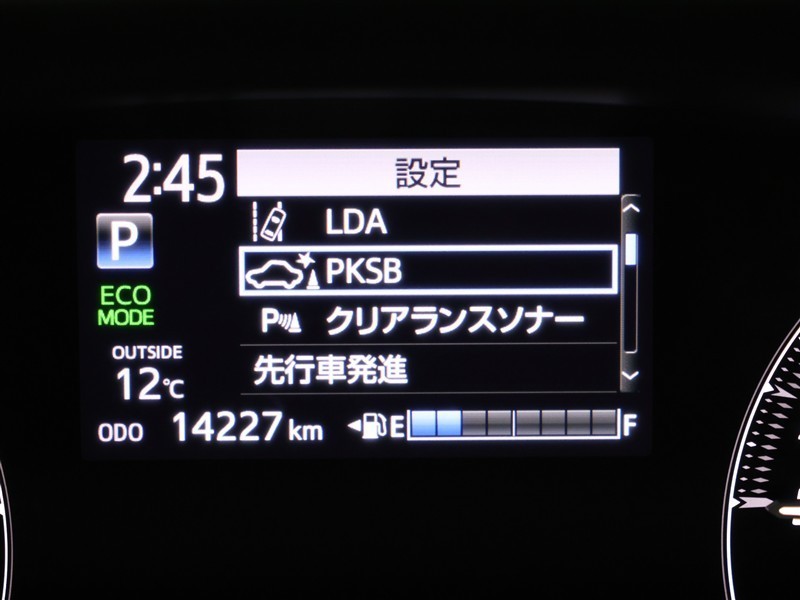 2:45
設定
P
LDA
PKSB
ECO
MODE
P クリアランスソナー
OUTSIDE
12℃
先行車発進
ODO 14227 km
E F